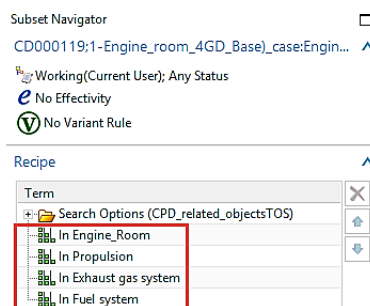 Subset Navigator
CD000119;1-Engine_room_4GD_Base)_case:Engin...
Working(Current User); Any Status
No Effectivity
No Variant Rule
Recipe
Term
Search Options (CPD_related_objectsTOS)
In Engine_Room
In Propulsion
In Exhaust gas system
In Fuel system